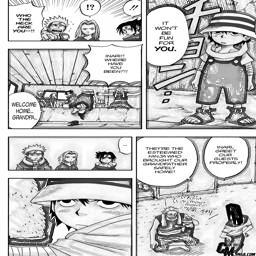 WHO
THE
HECK
ARE
YOU?!!
!?
INARI!!
WHERE
HAVE
YOU
BEEN?!!
WELCOME
HOME...
GRANDPA...
IT WON'T
BE
FUN
FOR
YOU.
THEY'RE THE
ESTEEMED
NINJA WHO
BROUGHT OUR
GRANDFATHER
SAFELY
HOME!
INARI,
GREET
OUR
GUESTS
PROPERLY!